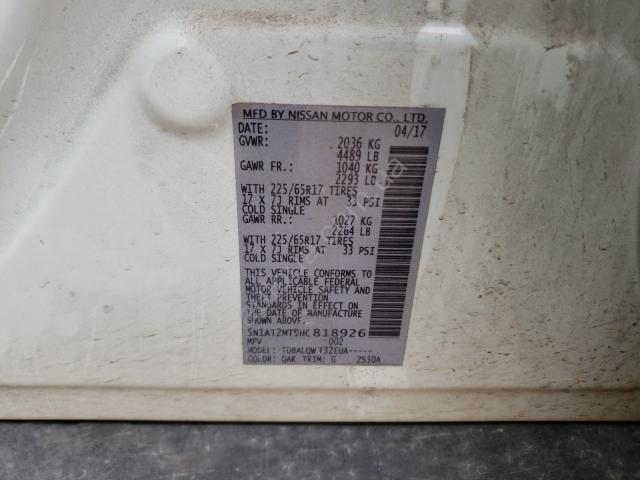 MFD BY NISSAN MOTOR CO., LTD.
DATE: 04/17
GVWR: 2036 KG
4489 LB
GAWR FR.: 1040 KG
2293 LB
WITH 225/65R17 TIRES
17 X 7J RIMS AT 33 PSI
COLD SINGLE
GAWR RR.: 1027 KG
2264 LB
WITH 225/65R17 TIRES
17 X 7J RIMS AT 33 PSI
COLD SINGLE
THIS VEHICLE CONFORMS TO
ALL APPLICABLE FEDERAL
MOTOR VEHICLE SAFETY AND
THEFT PREVENTION
STANDARDS IN EFFECT ON
THE DATE OF MANUFACTURE
SHOWN ABOVE.
5N1AT2MT9HC818926
MPV 002
MODEL:
COLOR: QAK TRIM: G 2S30A